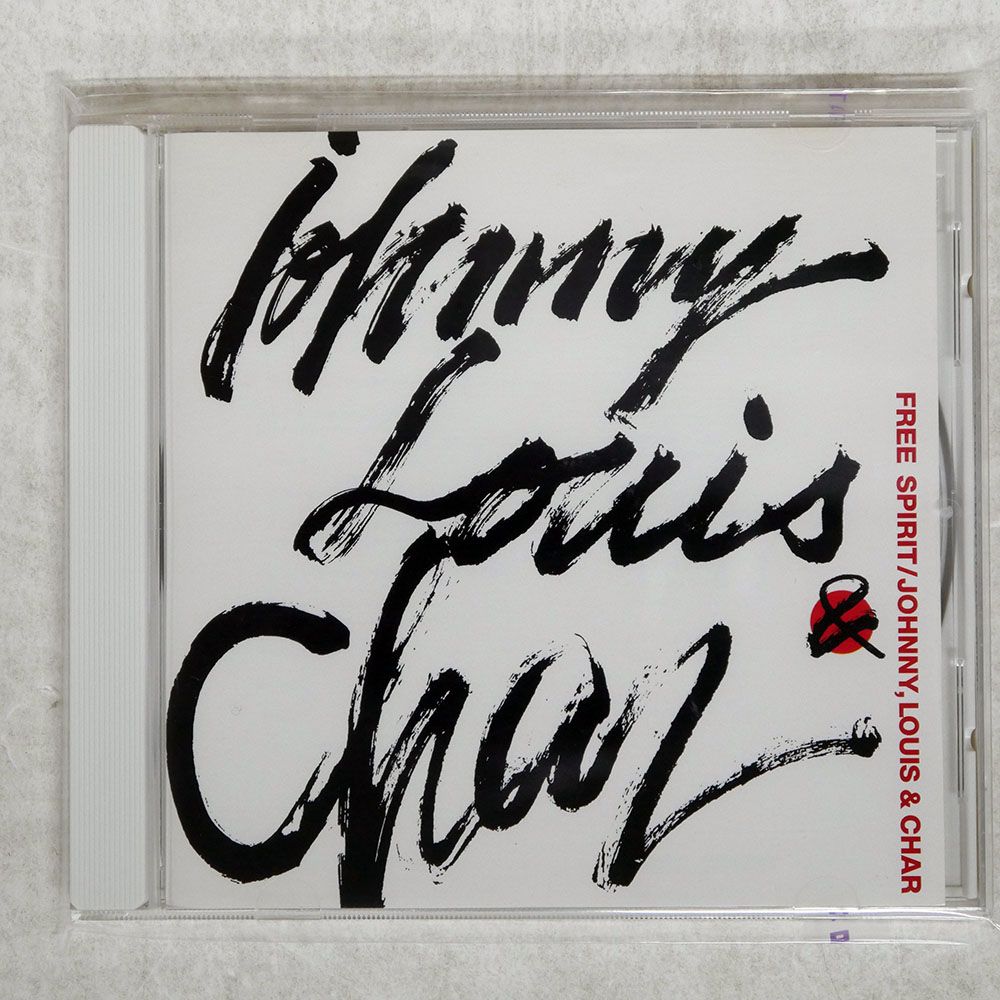 Johnny
Louis
&
Char
FREE SPIRIT/JOHNNY, LOUIS & CHAR